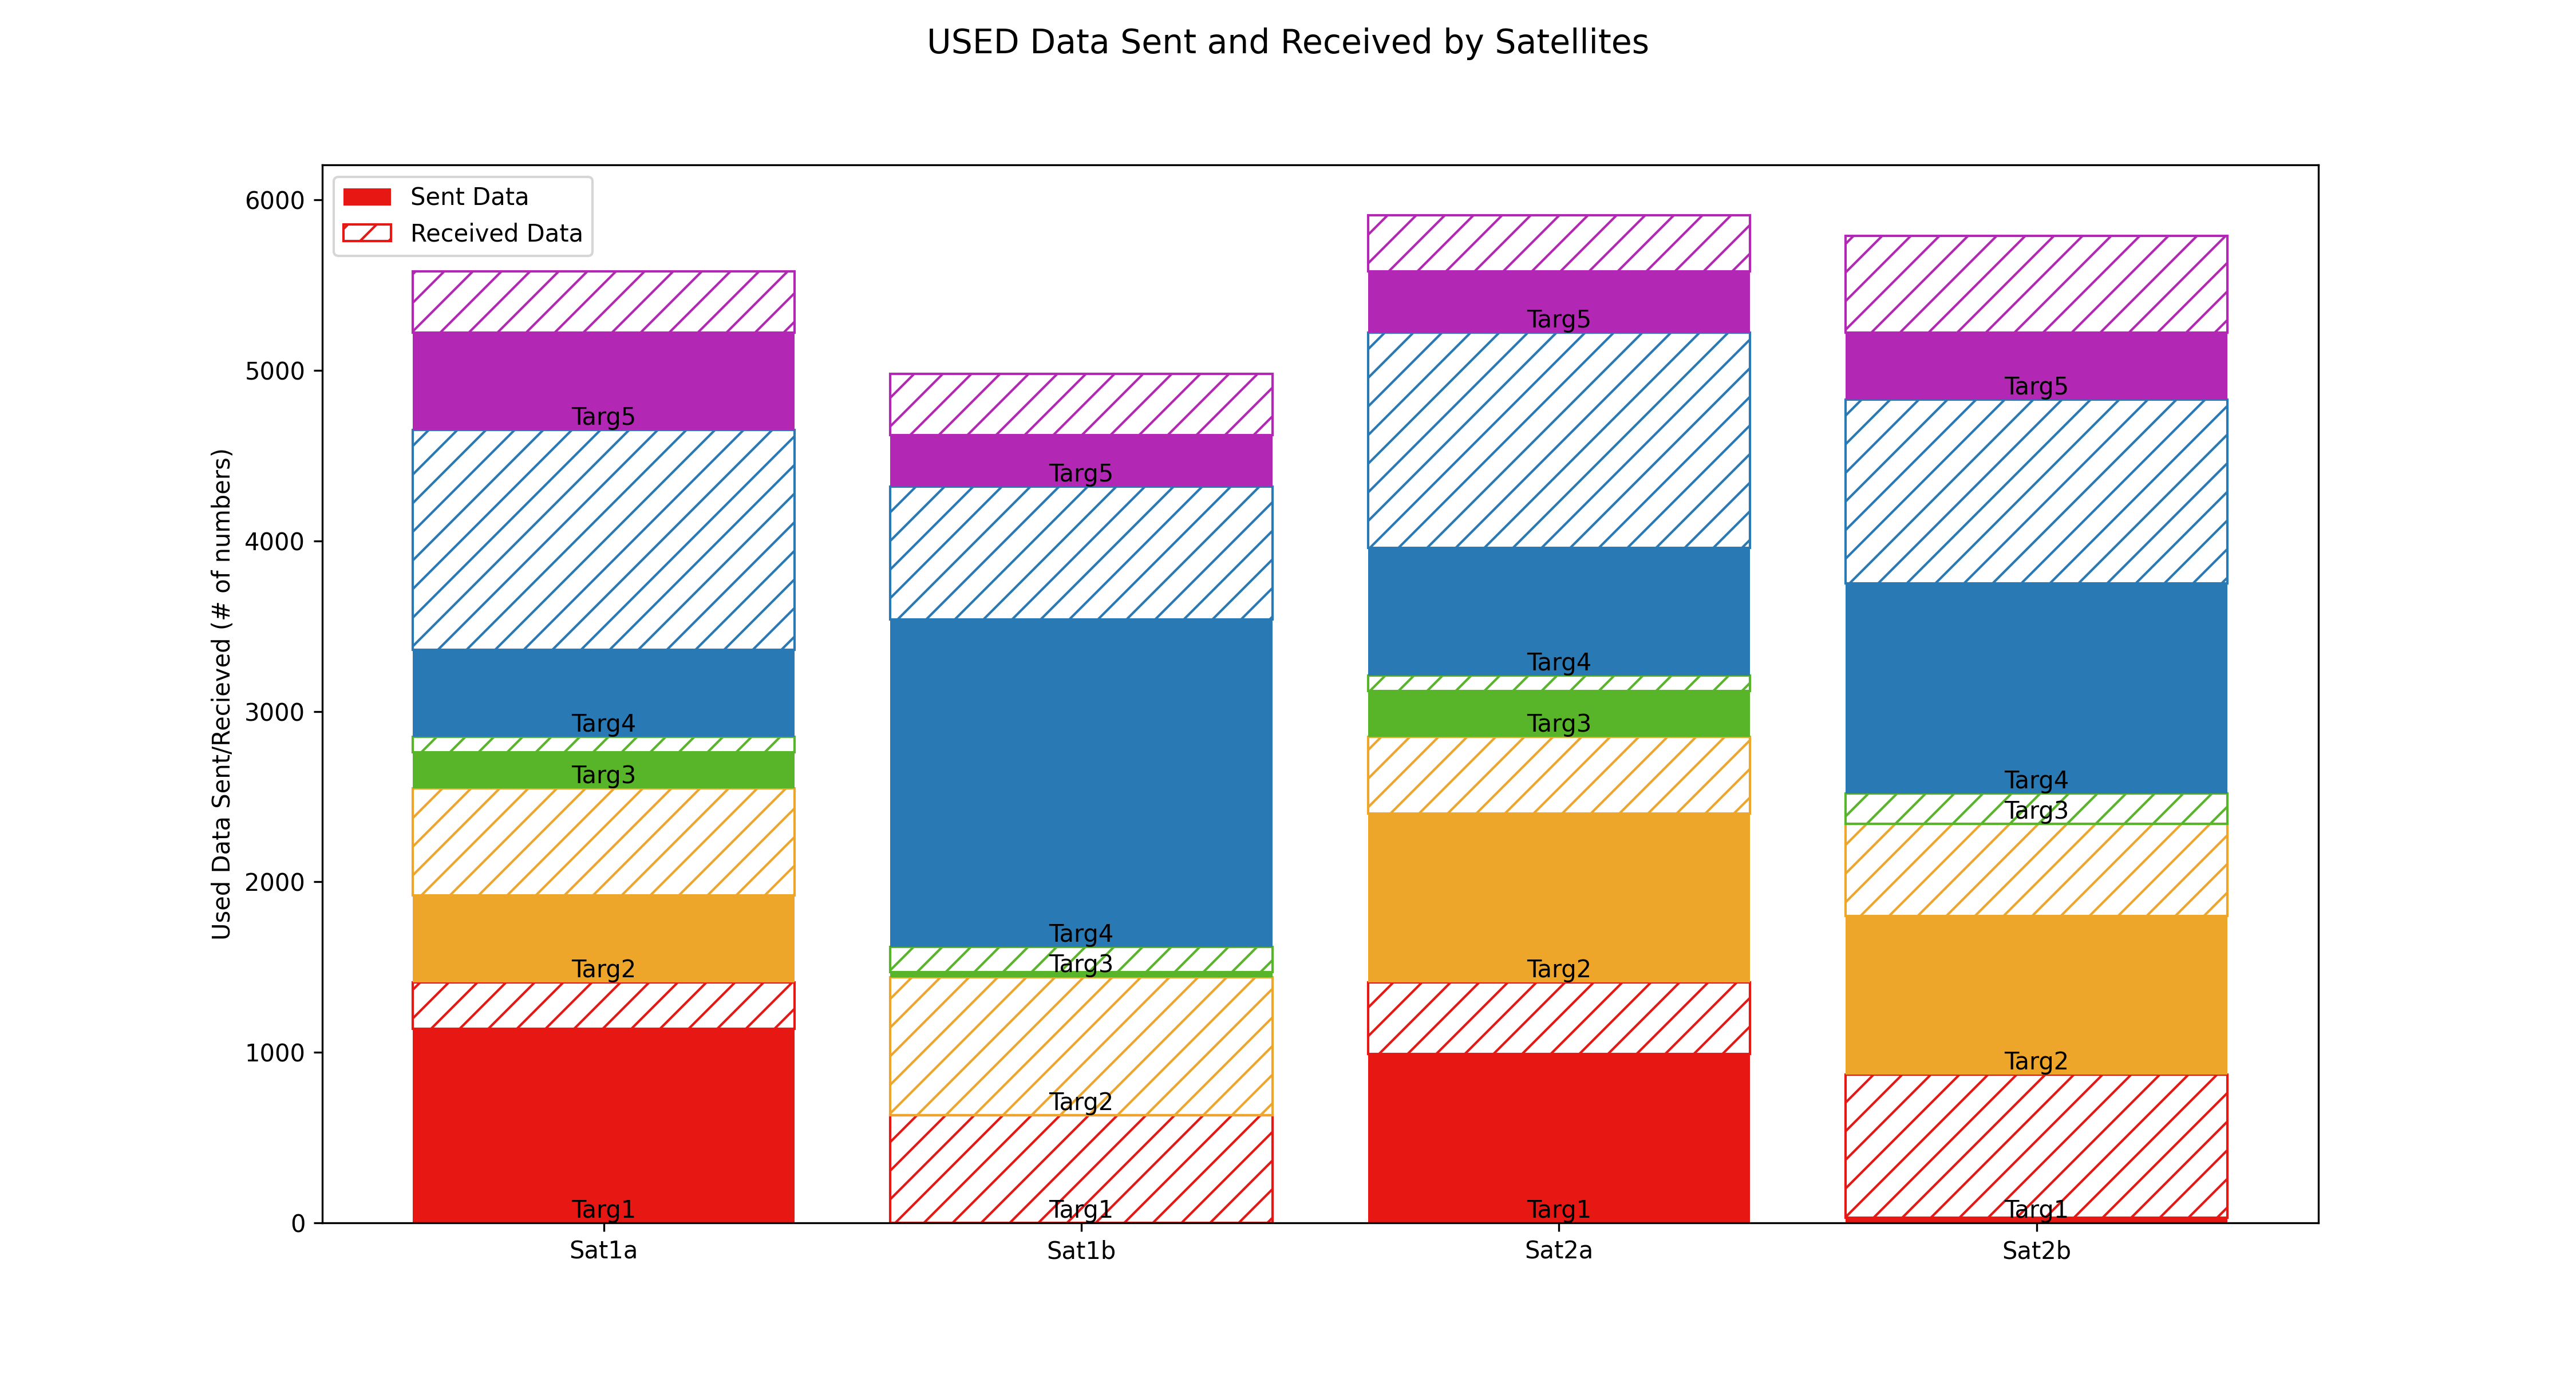 USED Data Sent and Received by Satellites
Sent Data
Received Data
Used Data Sent/Recieved (# of numbers)
6000
5000
4000
3000
2000
1000
0
Targ5
Targ4
Targ3
Targ2
Targ1
Targ5
Targ4
Targ3
Targ2
Targ1
Targ5
Targ4
Targ3
Targ2
Targ1
Targ5
Targ4
Targ3
Targ2
Targ1
Sat1a
Sat1b
Sat2a
Sat2b